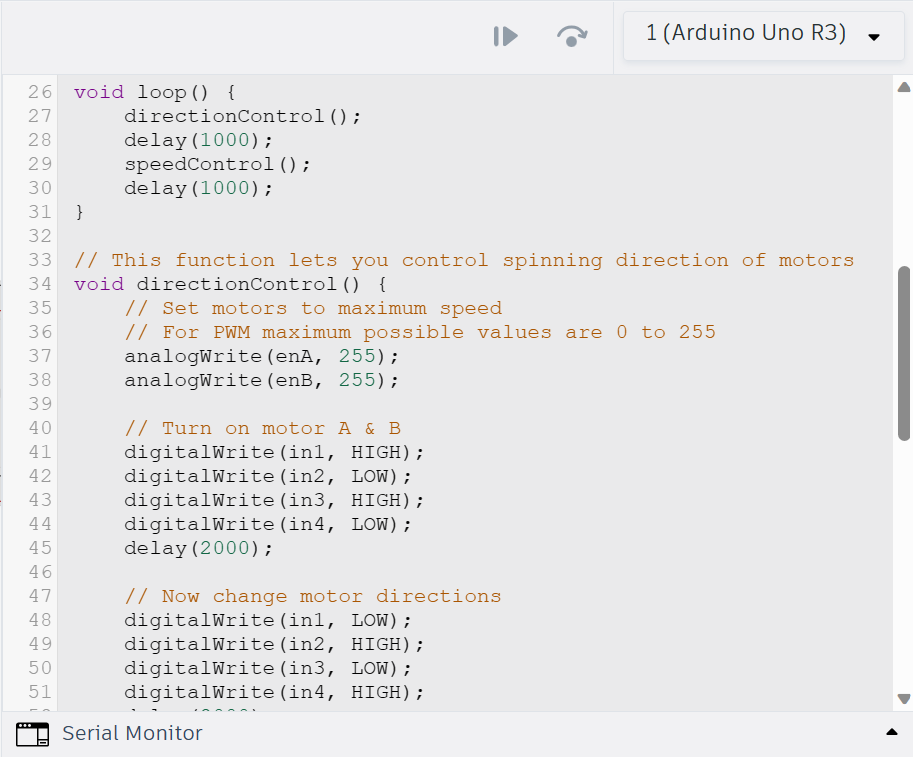 1 (Arduino Uno R3)
26 void loop() {
27 directionControl();
28 delay(1000);
29 speedControl();
30 delay(1000);
31 }
32
33 // This function lets you control spinning direction of motors
34 void directionControl() {
35 // Set motors to maximum speed
36 // For PWM maximum possible values are 0 to 255
37 analogWrite(enA, 255);
38 analogWrite(enB, 255);
39
40 // Turn on motor A & B
41 digitalWrite(in1, HIGH);
42 digitalWrite(in2, LOW);
43 digitalWrite(in3, HIGH);
44 digitalWrite(in4, LOW);
45 delay(2000);
46
47 // Now change motor directions
48 digitalWrite(in1, LOW);
49 digitalWrite(in2, HIGH);
50 digitalWrite(in3, LOW);
51 digitalWrite(in4, HIGH);
Serial Monitor